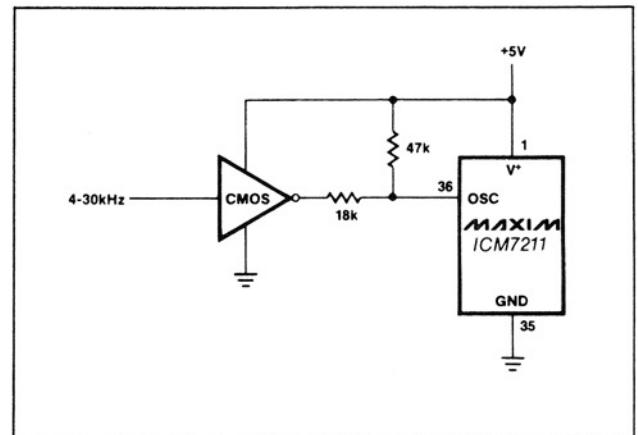 +5V
47k
1
V+
4-30kHz
CMOS
18k
36
OSC
MAXIM
ICM7211
GND
35